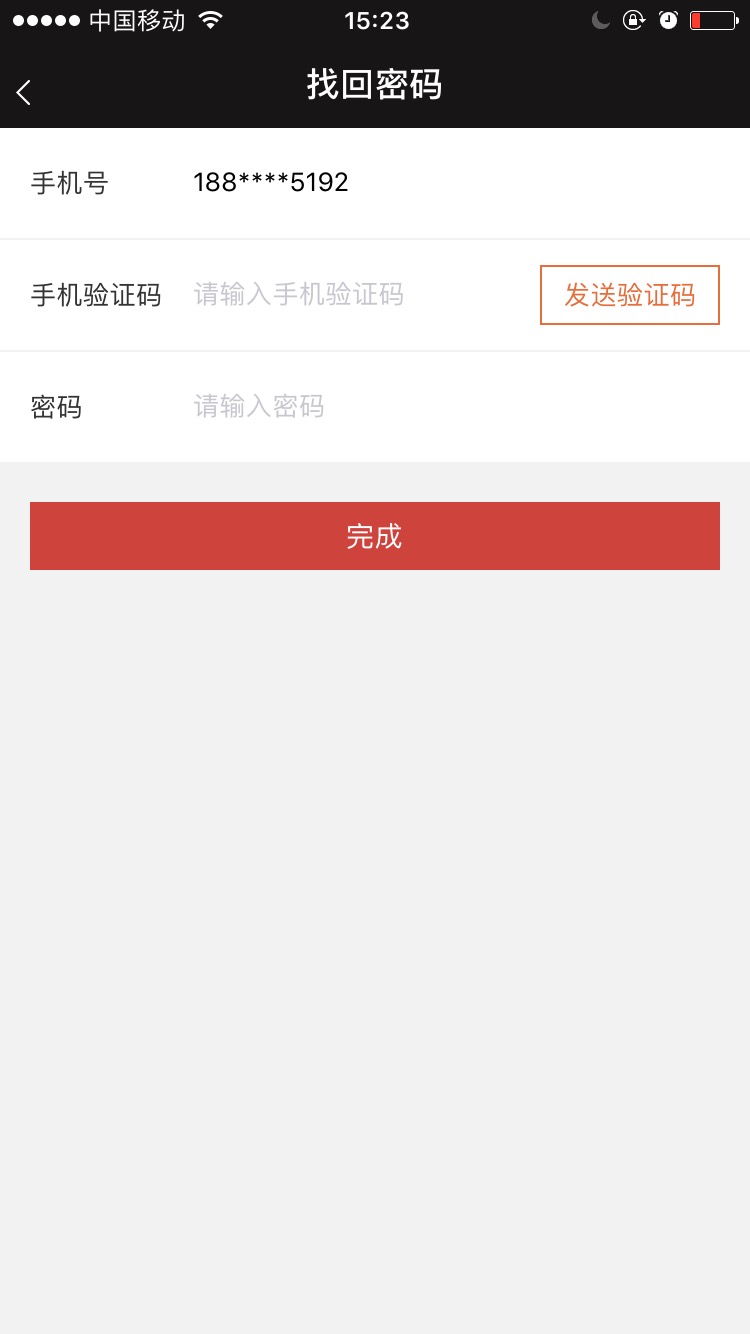 中国移动 15:23
找回密码
手机号 188****5192
手机验证码 请输入手机验证码 发送验证码
密码 请输入密码
完成